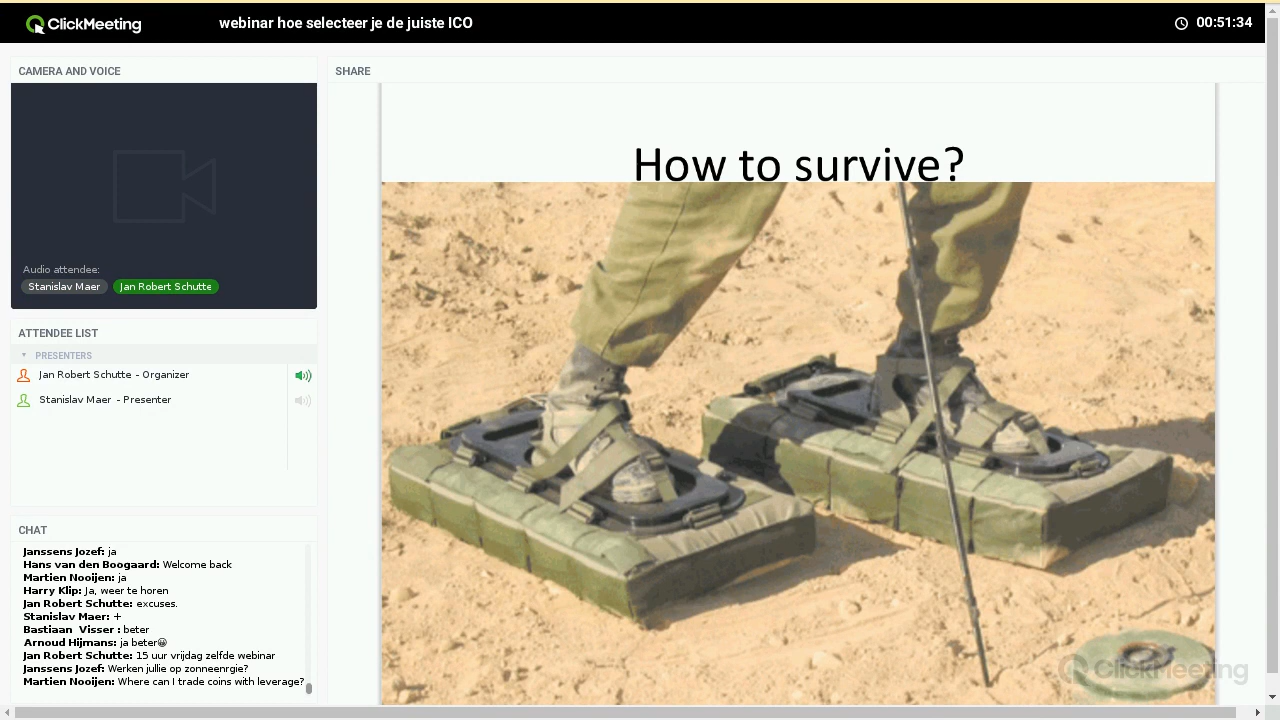 ClickMeeting
webinar hoe selecteer je de juiste ICO
00:51:34
CAMERA AND VOICE
Audio attendee:
Stanislav Maer
Jan Robert Schutte
ATTENDEE LIST
PRESENTERS
Jan Robert Schutte - Organizer
Stanislav Maer - Presenter
CHAT
Janssens Jozef: ja
Hans van den Boogaard: Welcome back
Martien Nooijen: ja
Harry Klip: Ja, weer te horen
Jan Robert Schutte: excuses.
Stanislav Maer: +
Bastiaan Visser : beter
Arnoud Hijmans: ja beter😀
Jan Robert Schutte: 15 uur vrijdag zelfde webinar
Janssens Jozef: Werken jullie op zonneenrgie?
Martien Nooijen: Where can I trade coins with leverage?
SHARE
How to survive?
ClickMeeting